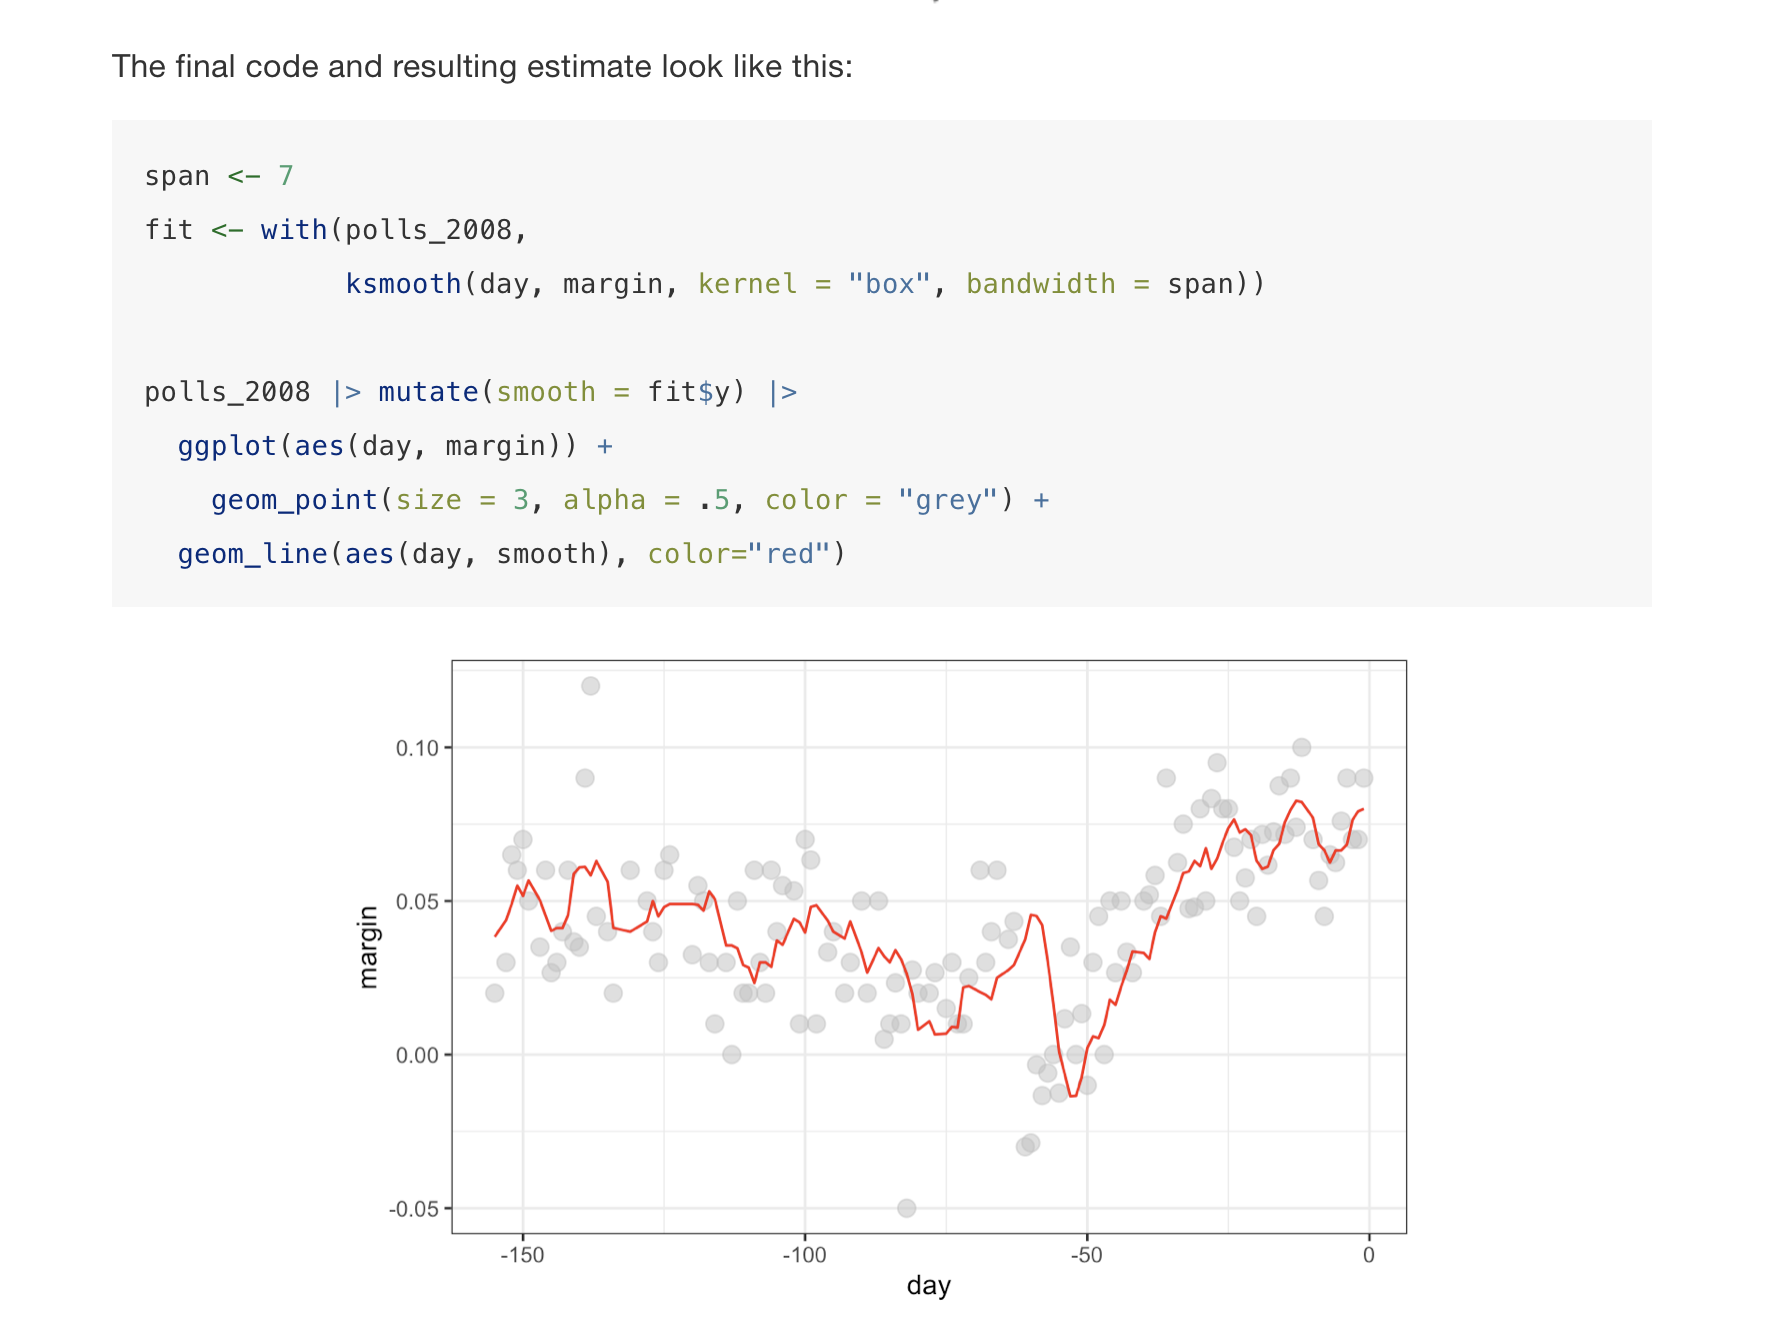 The final code and resulting estimate look like this:
span <- 7
fit <- with(polls_2008,
            ksmooth(day, margin, kernel = "box", bandwidth = span))
polls_2008 |> mutate(smooth = fit$y) |>
  ggplot(aes(day, margin)) +
    geom_point(size = 3, alpha = .5, color = "grey") +
  geom_line(aes(day, smooth), color="red")
0.10
0.05
0.00
-0.05
margin
-150 -100 -50 0
day